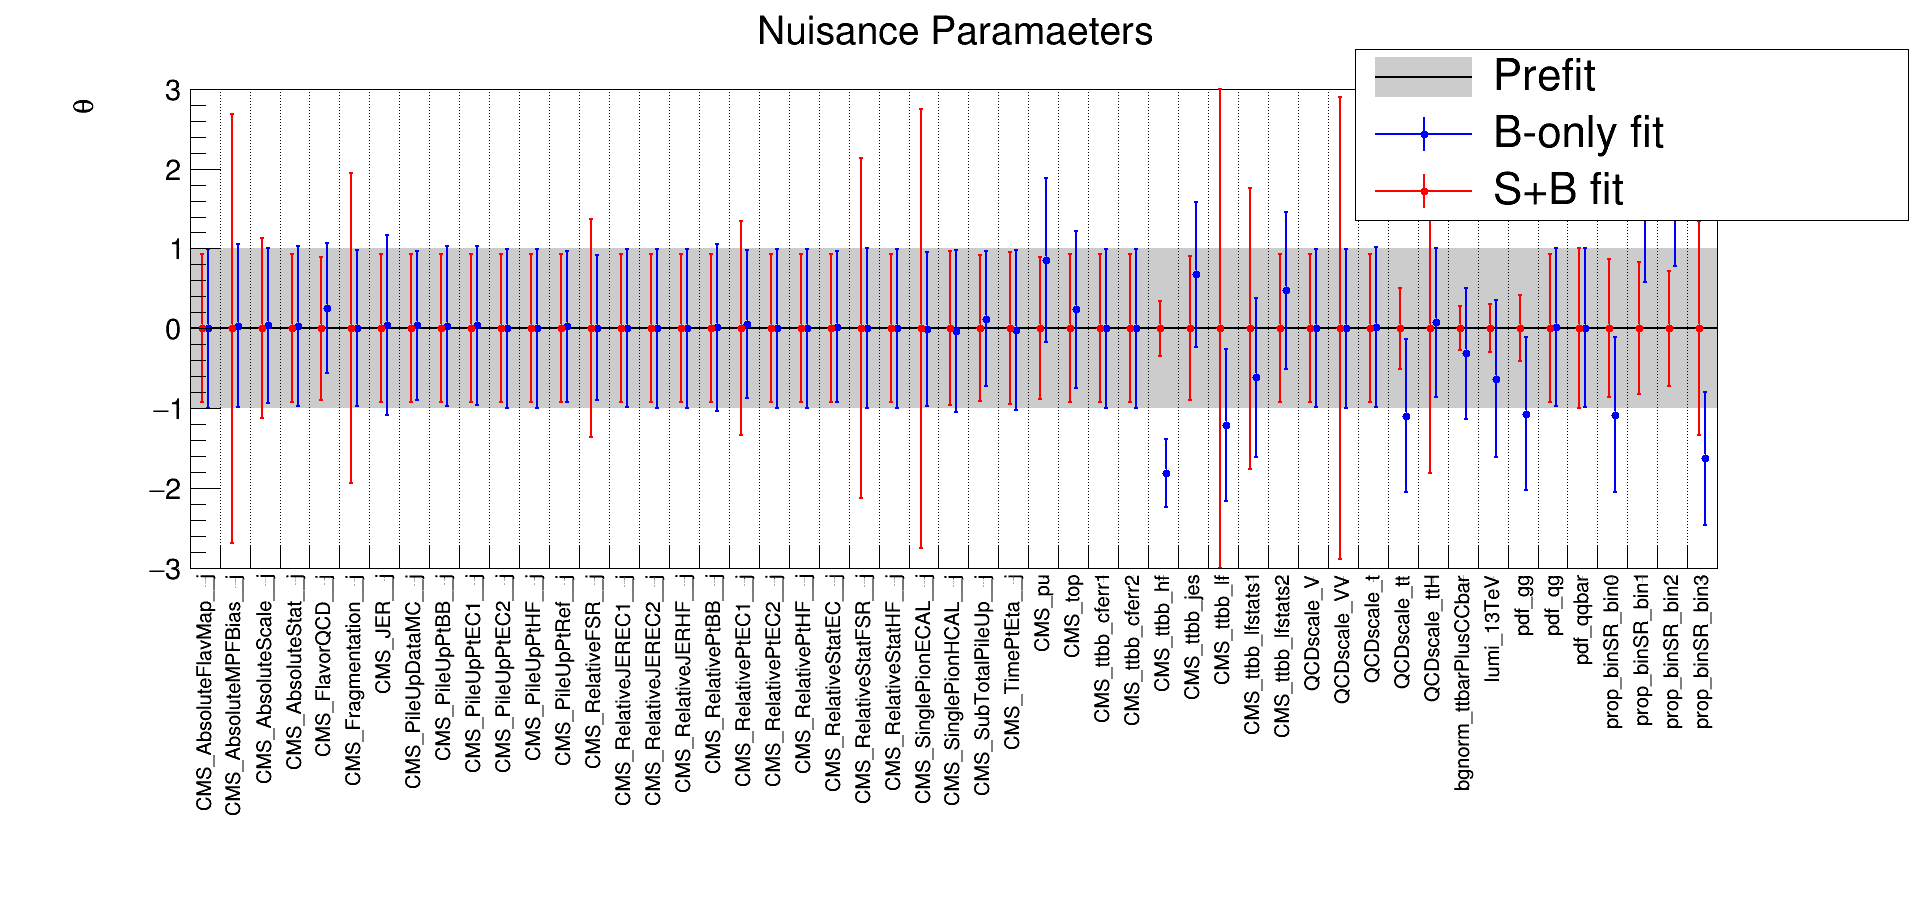 Nuisance Paramaeters
Prefit
B-only fit
S+B fit
θ
3
2
1
0
−1
−2
−3
CMS_AbsoluteFlavMap_j
CMS_AbsoluteMPFBias_j
CMS_AbsoluteScale_j
CMS_AbsoluteStat_j
CMS_FlavorQCD_j
CMS_Fragmentation_j
CMS_JER_j
CMS_PileUpDataMC_j
CMS_PileUpPtBB_j
CMS_PileUpPtEC1_j
CMS_PileUpPtEC2_j
CMS_PileUpPtHF_j
CMS_PileUpPtRef_j
CMS_RelativeFSR_j
CMS_RelativeJEREC1_j
CMS_RelativeJEREC2_j
CMS_RelativeJERHF_j
CMS_RelativePtBB_j
CMS_RelativePtEC1_j
CMS_RelativePtEC2_j
CMS_RelativePtHF_j
CMS_RelativeStatEC_j
CMS_RelativeStatFSR_j
CMS_RelativeStatHF_j
CMS_SinglePionECAL_j
CMS_SinglePionHCAL_j
CMS_SubTotalPileUp_j
CMS_TimePtEta_j
CMS_pu
CMS_top
CMS_ttbb_cferr1
CMS_ttbb_cferr2
CMS_ttbb_hf
CMS_ttbb_jes
CMS_ttbb_lf
CMS_ttbb_lfstats1
CMS_ttbb_lfstats2
QCDscale_V
QCDscale_VV
QCDscale_t
QCDscale_tt
QCDscale_ttH
bgnorm_ttbarPlusCCbar
lumi_13TeV
pdf_gg
pdf_qg
pdf_qqbar
prop_binSR_bin0
prop_binSR_bin1
prop_binSR_bin2
prop_binSR_bin3